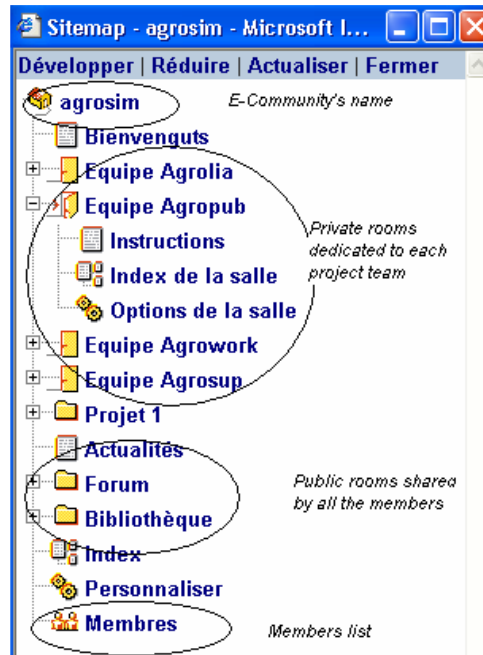 Sitemap - agrosim - Microsoft I...
Développer | Réduire | Actualiser | Fermer
agrosim
E-Community's name
Bienvenguts
Equipe Agrolia
Equipe Agropub
Private rooms
dedicated to each
project team
Instructions
Index de la salle
Options de la salle
Equipe Agrowork
Equipe Agrosup
Projet 1
Actualités
Forum
Public rooms shared
by all the members
Bibliothèque
Index
Personnaliser
Membres
Members list